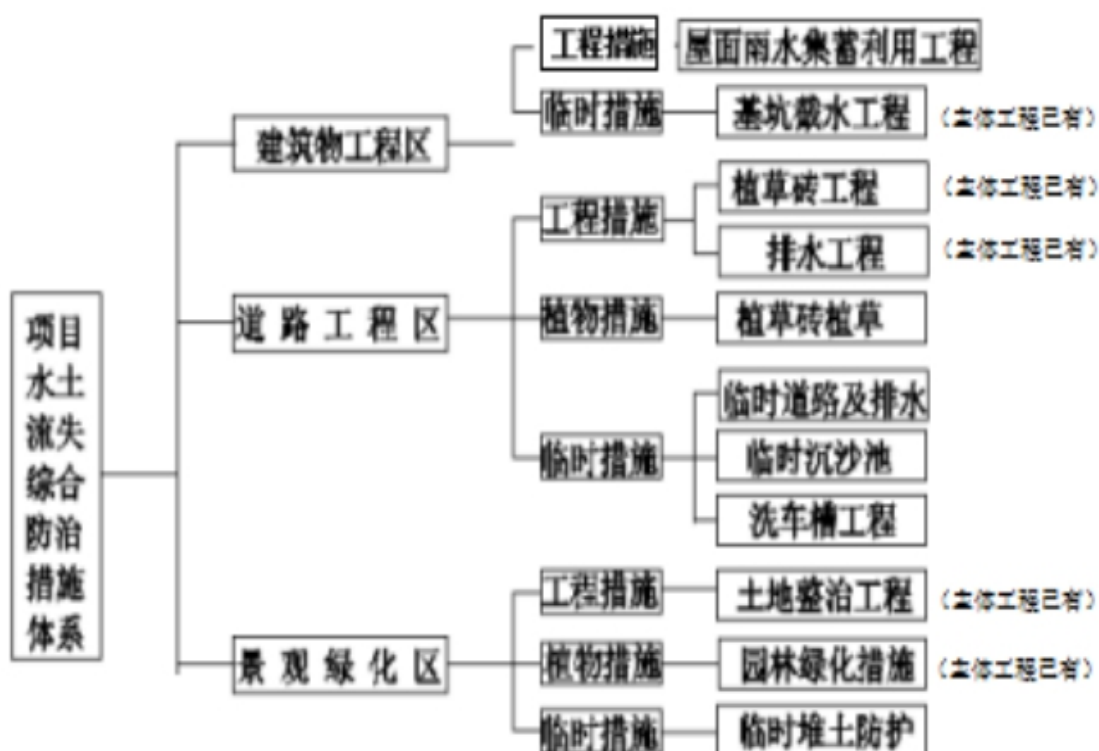 工程措施 屋面雨水集蓄利用工程
临时措施 基坑截水工程 (主体工程已有)
建筑物工程区
植草砖工程 (主体工程已有)
工程措施
排水工程 (主体工程已有)
道路工程区
植物措施 植草砖植草
临时道路及排水
临时措施 临时沉沙池
洗车槽工程
项目
水土
流失
综合
防治
措施
体系
工程措施 土地整治工程 (主体工程已有)
景观绿化区
植物措施 园林绿化措施 (主体工程已有)
临时措施 临时堆土防护